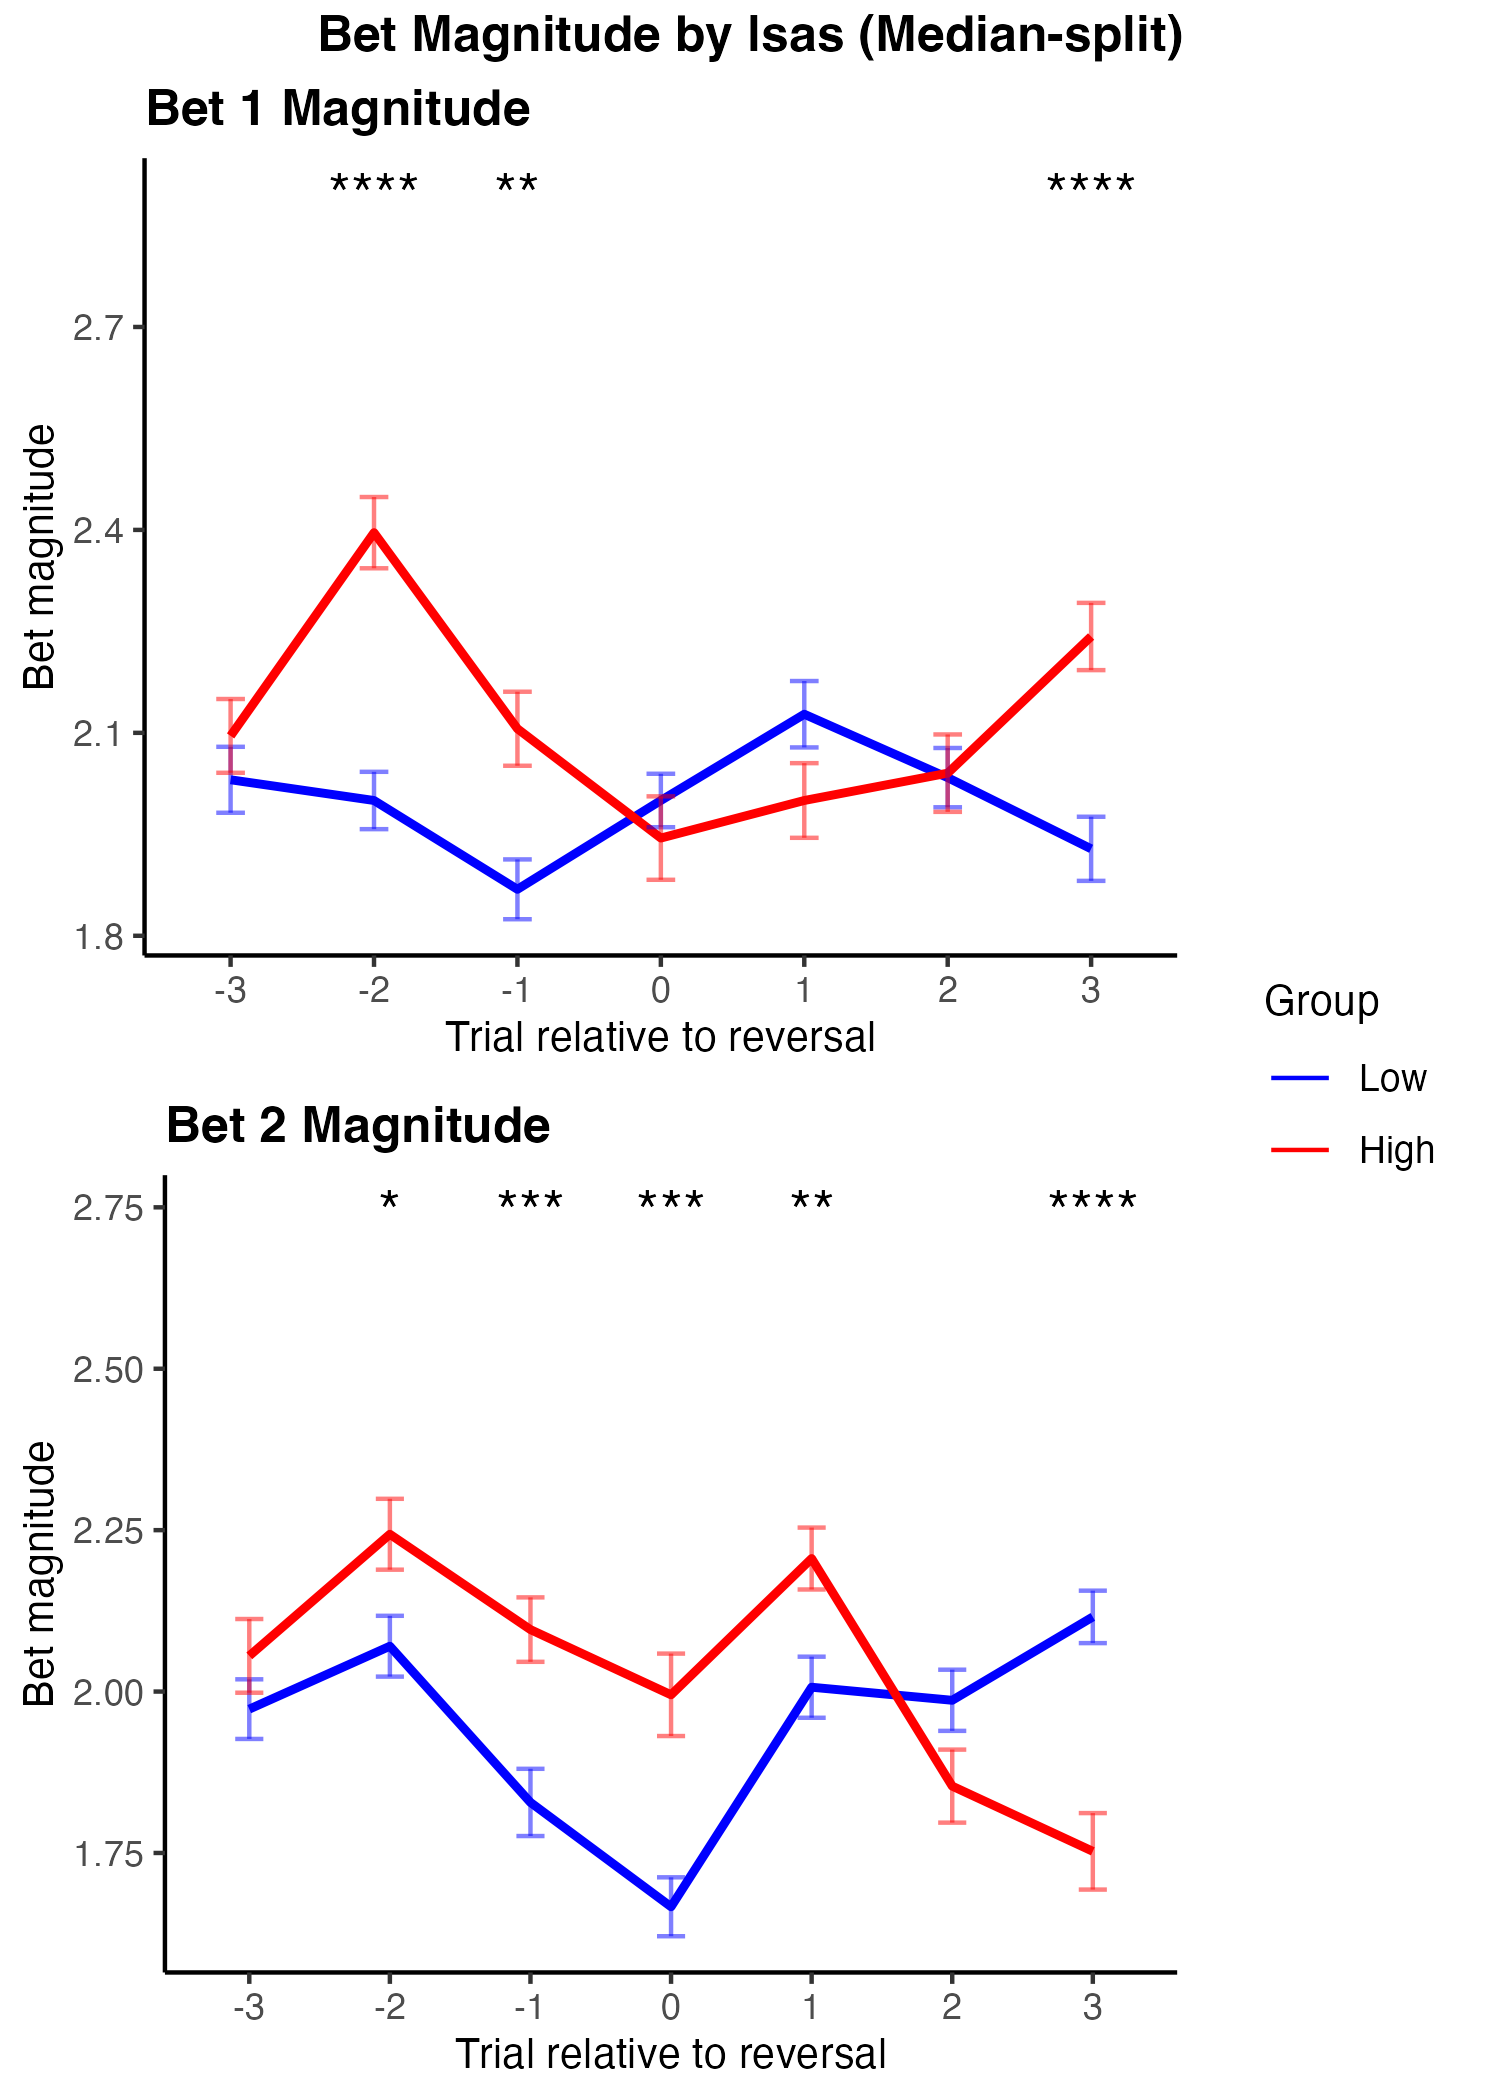 Bet Magnitude by Isas (Median-split)
Bet 1 Magnitude
**** ** ****
2.7
2.4
2.1
1.8
Bet magnitude
-3 -2 -1 0 1 2 3
Trial relative to reversal
Group
Low
High
Bet 2 Magnitude
* *** *** ** ****
2.75
2.50
2.25
2.00
1.75
Bet magnitude
-3 -2 -1 0 1 2 3
Trial relative to reversal